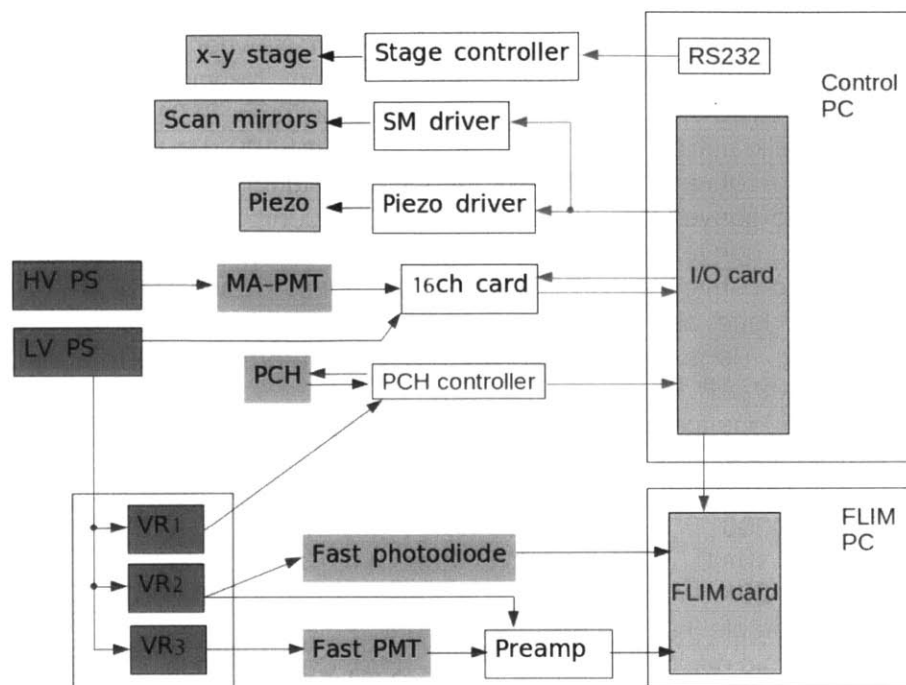 x-y stage
Stage controller
RS232
Control
PC
Scan mirrors
SM driver
Piezo
Piezo driver
I/O card
HV PS
MA-PMT
16ch card
LV PS
PCH
PCH controller
VR1
Fast photodiode
FLIM
PC
VR2
FLIM card
VR3
Fast PMT
Preamp